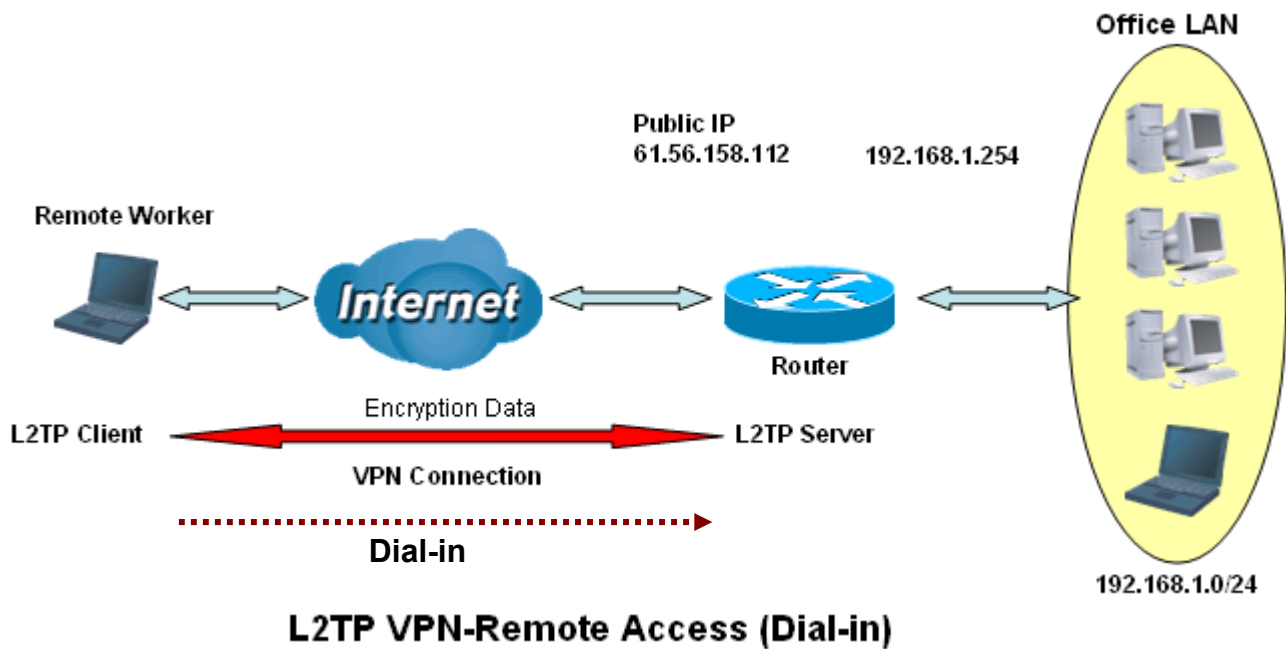 Office LAN
Public IP
61.56.158.112
192.168.1.254
Remote Worker
Internet
Router
Encryption Data
L2TP Client
L2TP Server
VPN Connection
Dial-in
192.168.1.0/24
L2TP VPN-Remote Access (Dial-in)